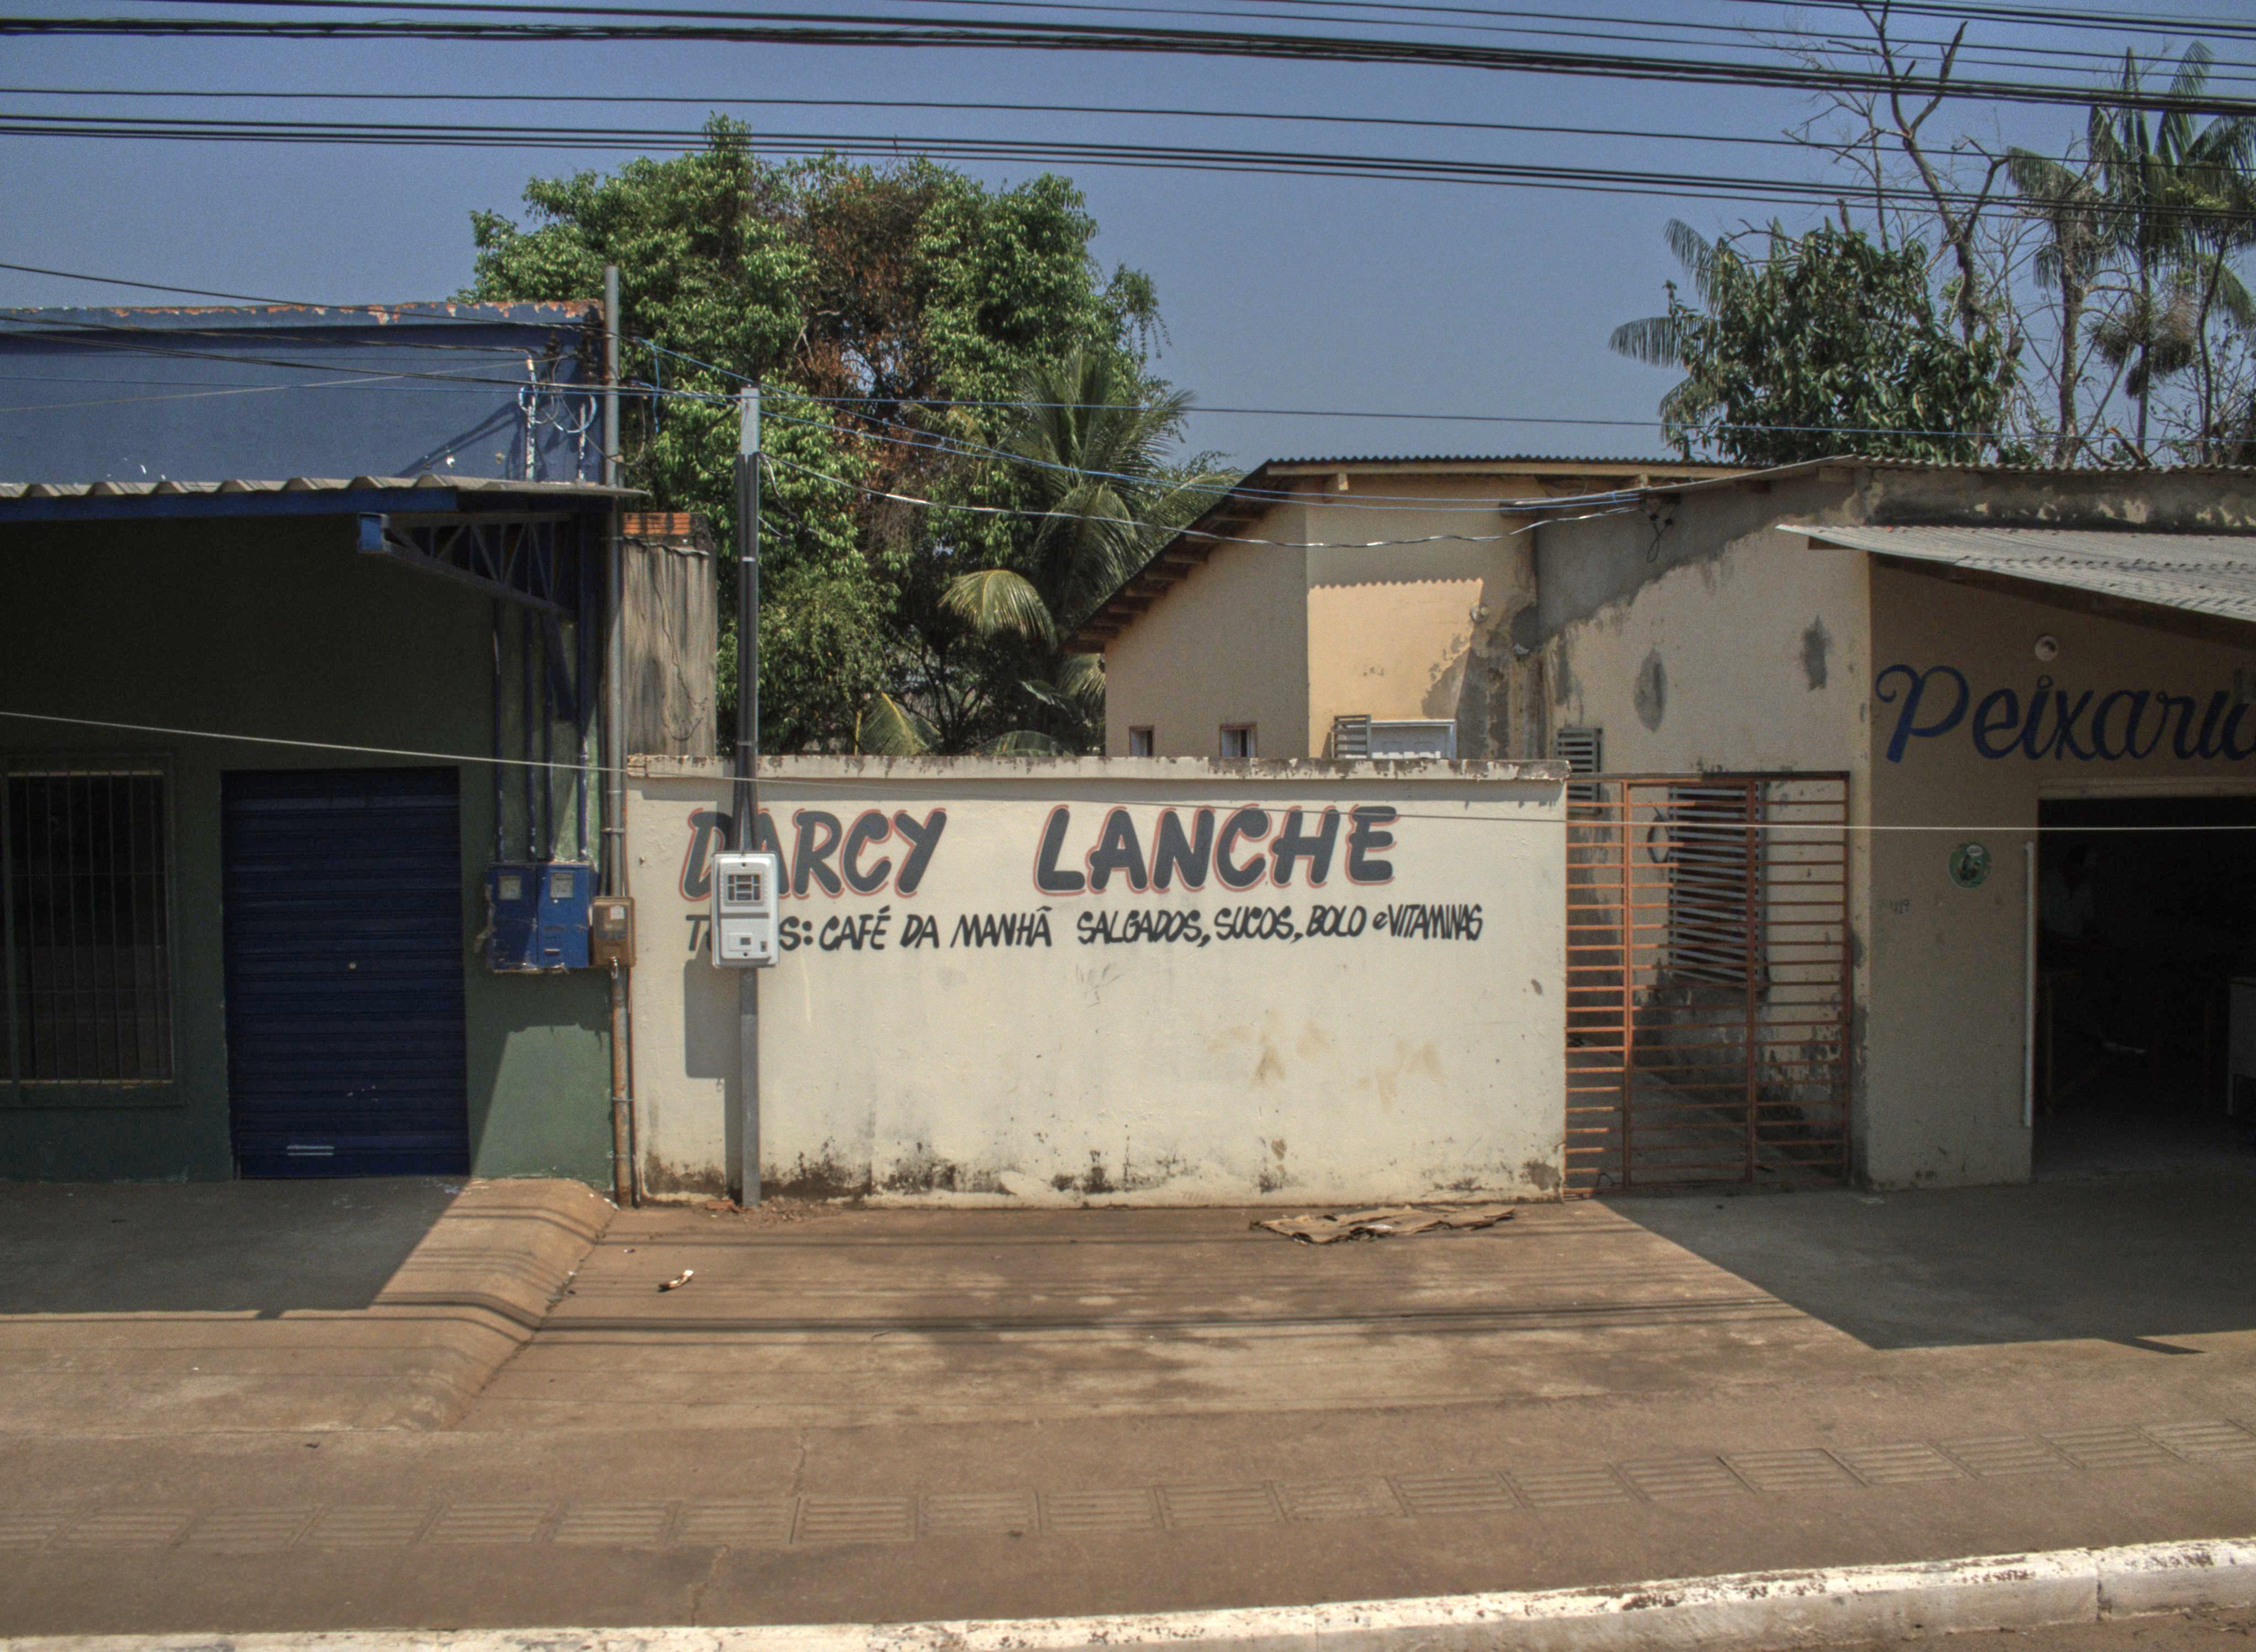 DARCY LANCHE
S: CAFÉ DA MANHÃ SALGADOS, SUCOS, BOLO e VITAMINAS
Peixaria